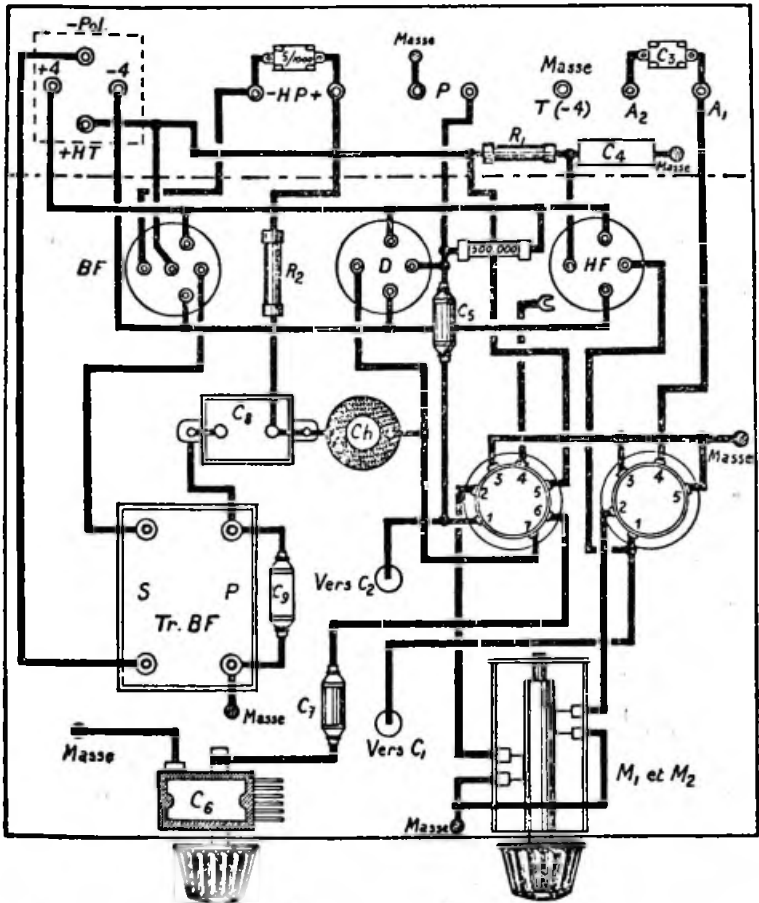 -Pol.
+4
-4
+HT
5/1000
-HP+
Masse
P
Masse
T (-4)
C3
A2
A1
R1
C4
Masse
BF
R2
D
500.000
C5
HF
C8
Ch
3
4
2
5
1
6
7
3
4
2
5
1
Masse
Vers C2
S
P
C9
Tr. BF
Masse
C7
Vers C1
Masse
C6
M1 et M2
Masse